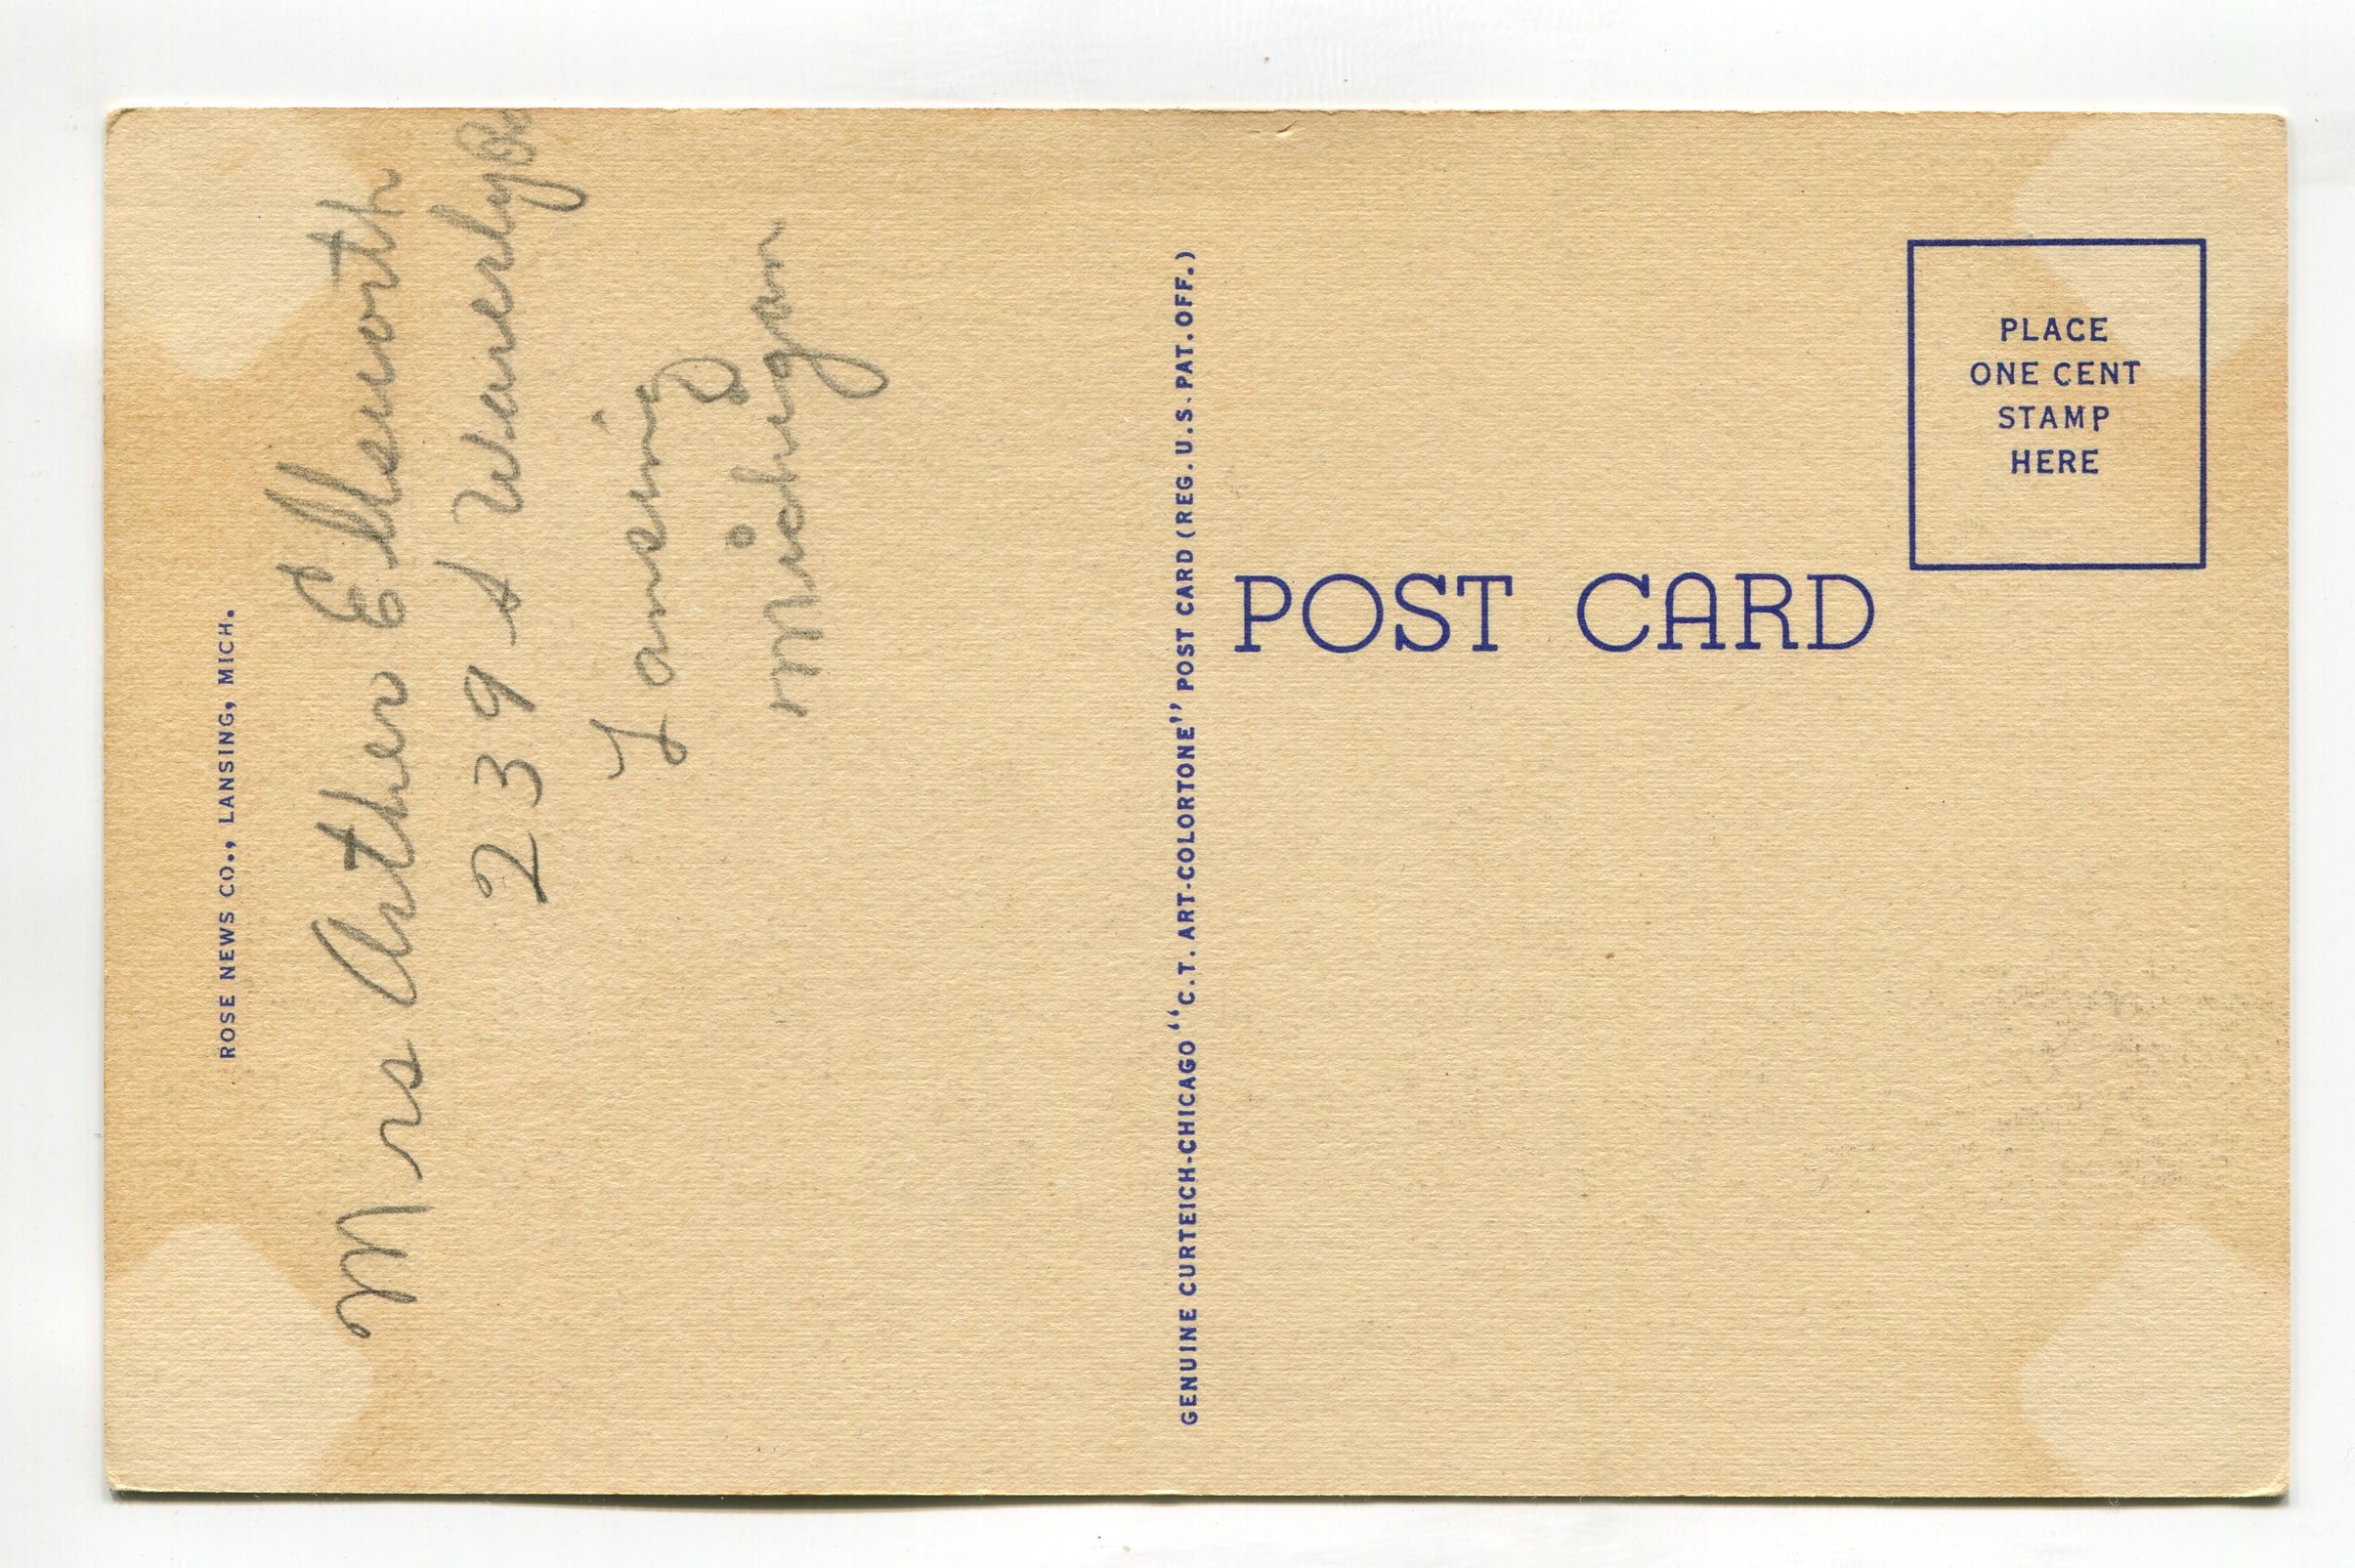 ROSE NEWS CO., LANSING, MICH.
Mrs Arther Ellsworth
239 S Waverly Rd
Lansing
Michigan
GENUINE CURTEICH-CHICAGO "C.T. ART-COLORTONE" POST CARD (REG. U.S. PAT. OFF.)
POST CARD
PLACE
ONE CENT
STAMP
HERE